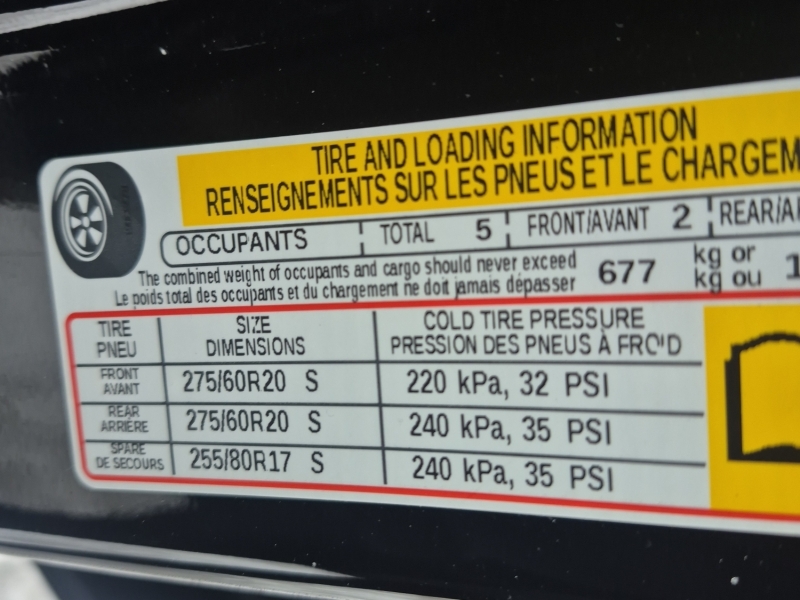 TIRE AND LOADING INFORMATION
RENSEIGNEMENTS SUR LES PNEUS ET LE CHARGEM
OCCUPANTS TOTAL 5 FRONT/AVANT 2 REAR/AR
The combined weight of occupants and cargo should never exceed 677 kg or
Le poids total des occupants et du chargement ne doit jamais dépasser kg ou 1
TIRE SIZE COLD TIRE PRESSURE
PNEU DIMENSIONS PRESSION DES PNEUS À FROID
FRONT
AVANT 275/60R20 S 220 kPa, 32 PSI
REAR
ARRIÈRE 275/60R20 S 240 kPa, 35 PSI
SPARE
DE SECOURS 255/80R17 S 240 kPa, 35 PSI